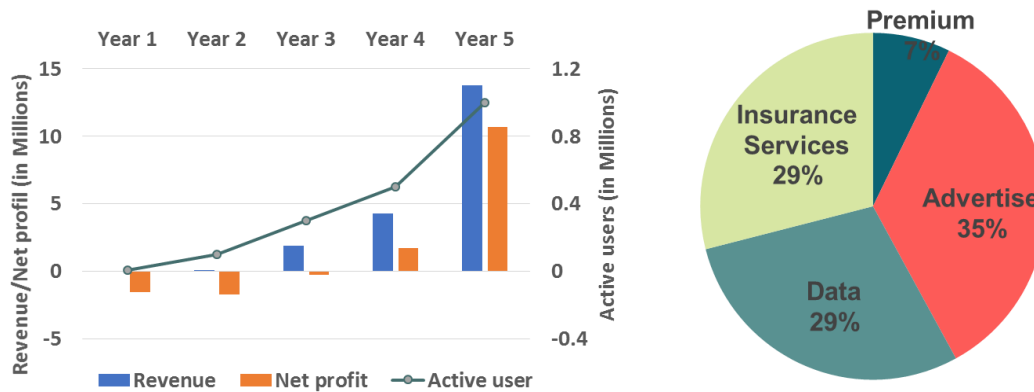 Year 1 Year 2 Year 3 Year 4 Year 5
Revenue/Net profil (in Millions)
15
10
5
0
-5
1.2
0.8
0.4
0
-0.4
Active users (in Millions)
Revenue Net profit Active user
Premium
7%
Insurance
Services
29%
Advertise
35%
Data
29%